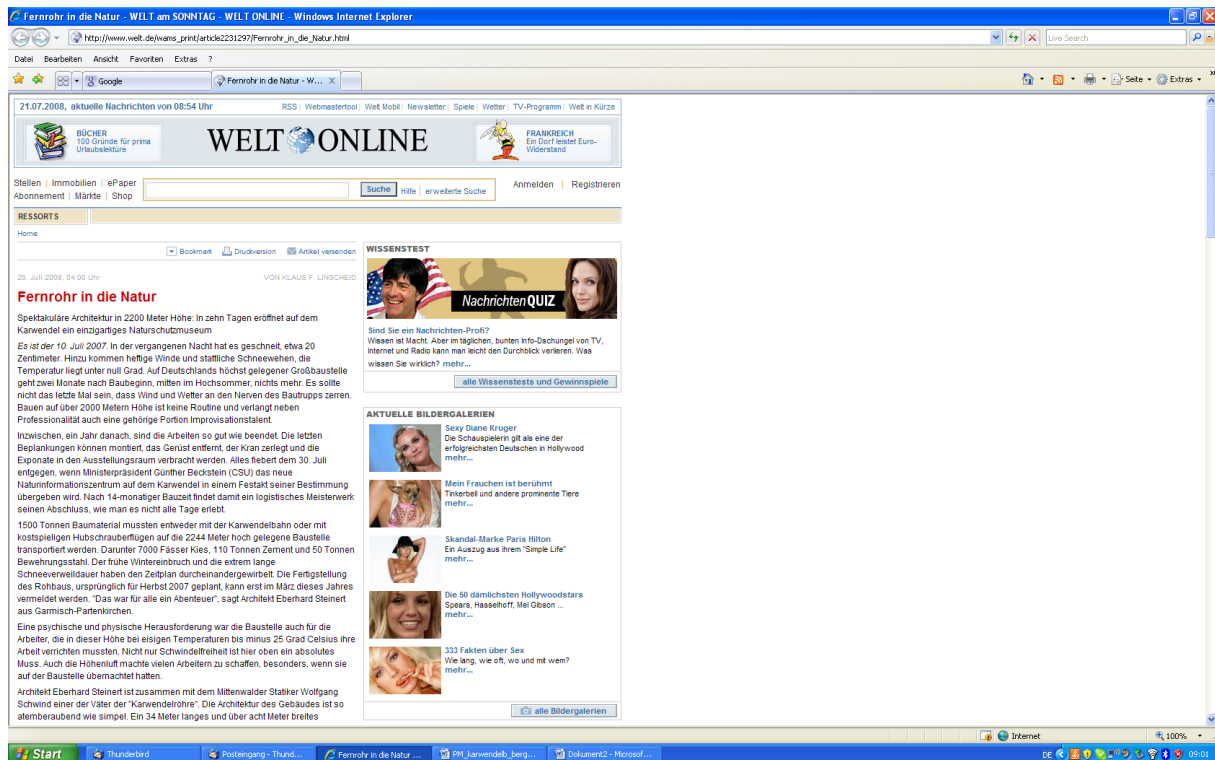 Fernrohr in die Natur - WELT am SONNTAG - WELT ONLINE - Windows Internet Explorer
http://www.welt.de/wams_print/article2231297/Fernrohr_in_die_Natur.html
Live Search
Datei Bearbeiten Ansicht Favoriten Extras ?
Google
Fernrohr in die Natur - W...
Seite
Extras
21.07.2008, aktuelle Nachrichten von 08:54 Uhr
RSS | Webmastertool | Welt Mobil | Newsletter | Spiele | Wetter | TV-Programm | Welt in Kürze
BÜCHER
100 Gründe für prima
Urlaubslektüre
WELT ONLINE
FRANKREICH
Ein Dorf leistet Euro-
Widerstand
Stellen | Immobilien | ePaper
Abonnement | Märkte | Shop
Suche
Hilfe | erweiterte Suche
Anmelden | Registrieren
RESSORTS
Home
Bookmark Druckversion Artikel versenden
20. Juli 2008, 04:00 Uhr
VON KLAUS F. LINSCHEID
Fernrohr in die Natur
Spektakuläre Architektur in 2200 Meter Höhe: In zehn Tagen eröffnet auf dem
Karwendel ein einzigartiges Naturschutzmuseum
Es ist der 10. Juli 2007. In der vergangenen Nacht hat es geschneit, etwa 20
Zentimeter. Hinzu kommen heftige Winde und stattliche Schneewehen, die
Temperatur liegt unter null Grad. Auf Deutschlands höchst gelegener Großbaustelle
geht zwei Monate nach Baubeginn, mitten im Hochsommer, nichts mehr. Es sollte
nicht das letzte Mal sein, dass Wind und Wetter an den Nerven des Bautrupps zerren.
Bauen auf über 2000 Metern Höhe ist keine Routine und verlangt neben
Professionalität auch eine gehörige Portion Improvisationstalent.
Inzwischen, ein Jahr danach, sind die Arbeiten so gut wie beendet. Die letzten
Beplankungen können montiert, das Gerüst entfernt, der Kran zerlegt und die
Exponate in den Ausstellungsraum verbracht werden. Alles fiebert dem 30. Juli
entgegen, wenn Ministerpräsident Günther Beckstein (CSU) das neue
Naturinformationszentrum auf dem Karwendel in einem Festakt seiner Bestimmung
übergeben wird. Nach 14-monatiger Bauzeit findet damit ein logistisches Meisterwerk
seinen Abschluss, wie man es nicht alle Tage erlebt.
1500 Tonnen Baumaterial mussten entweder mit der Karwendelbahn oder mit
kostspieligen Hubschrauberflügen auf die 2244 Meter hoch gelegene Baustelle
transportiert werden. Darunter 7000 Fässer Kies, 110 Tonnen Zement und 50 Tonnen
Bewehrungsstahl. Der frühe Wintereinbruch und die extrem lange
Schneeverweildauer haben den Zeitplan durcheinandergewirbelt. Die Fertigstellung
des Rohbaus, ursprünglich für Herbst 2007 geplant, kann erst im März dieses Jahres
vermeldet werden. "Das war für alle ein Abenteuer", sagt Architekt Eberhard Steinert
aus Garmisch-Partenkirchen.
Eine psychische und physische Herausforderung war die Baustelle auch für die
Arbeiter, die in dieser Höhe bei eisigen Temperaturen bis minus 25 Grad Celsius ihre
Arbeit verrichten mussten. Nicht nur Schwindelfreiheit ist hier oben ein absolutes
Muss. Auch die Höhenluft machte vielen Arbeitern zu schaffen, besonders, wenn sie
auf der Baustelle übernachtet hatten.
Architekt Eberhard Steinert ist zusammen mit dem Mittenwalder Statiker Wolfgang
Schwind einer der Väter der "Karwendelröhre". Die Architektur des Gebäudes ist so
atemberaubend wie simpel. Ein 34 Meter langes und über acht Meter breites
WISSENSTEST
Nachrichten QUIZ
Sind Sie ein Nachrichten-Profi?
Wissen ist Macht. Aber im täglichen, bunten Info-Dschungel von TV,
Internet und Radio kann man leicht den Durchblick verlieren. Was
wissen Sie wirklich? mehr...
alle Wissenstests und Gewinnspiele
AKTUELLE BILDERGALERIEN
Sexy Diane Kruger
Die Schauspielerin gilt als eine der
erfolgreichsten Deutschen in Hollywood
mehr...
Mein Frauchen ist berühmt
Tinkerbell und andere prominente Tiere
mehr...
Skandal-Marke Paris Hilton
Ein Auszug aus ihrem "Simple Life"
mehr...
Die 50 dämlichsten Hollywoodstars
Spears, Hasselhoff, Mel Gibson ...
mehr...
333 Fakten über Sex
Wie lang, wie oft, wo und mit wem?
mehr...
alle Bildergalerien
Internet
100%
Start
Thunderbird
Posteingang - Thund...
Fernrohr in die Natur ...
PM_karwendelb_berg...
Dokument2 - Microsof...
DE
09:01